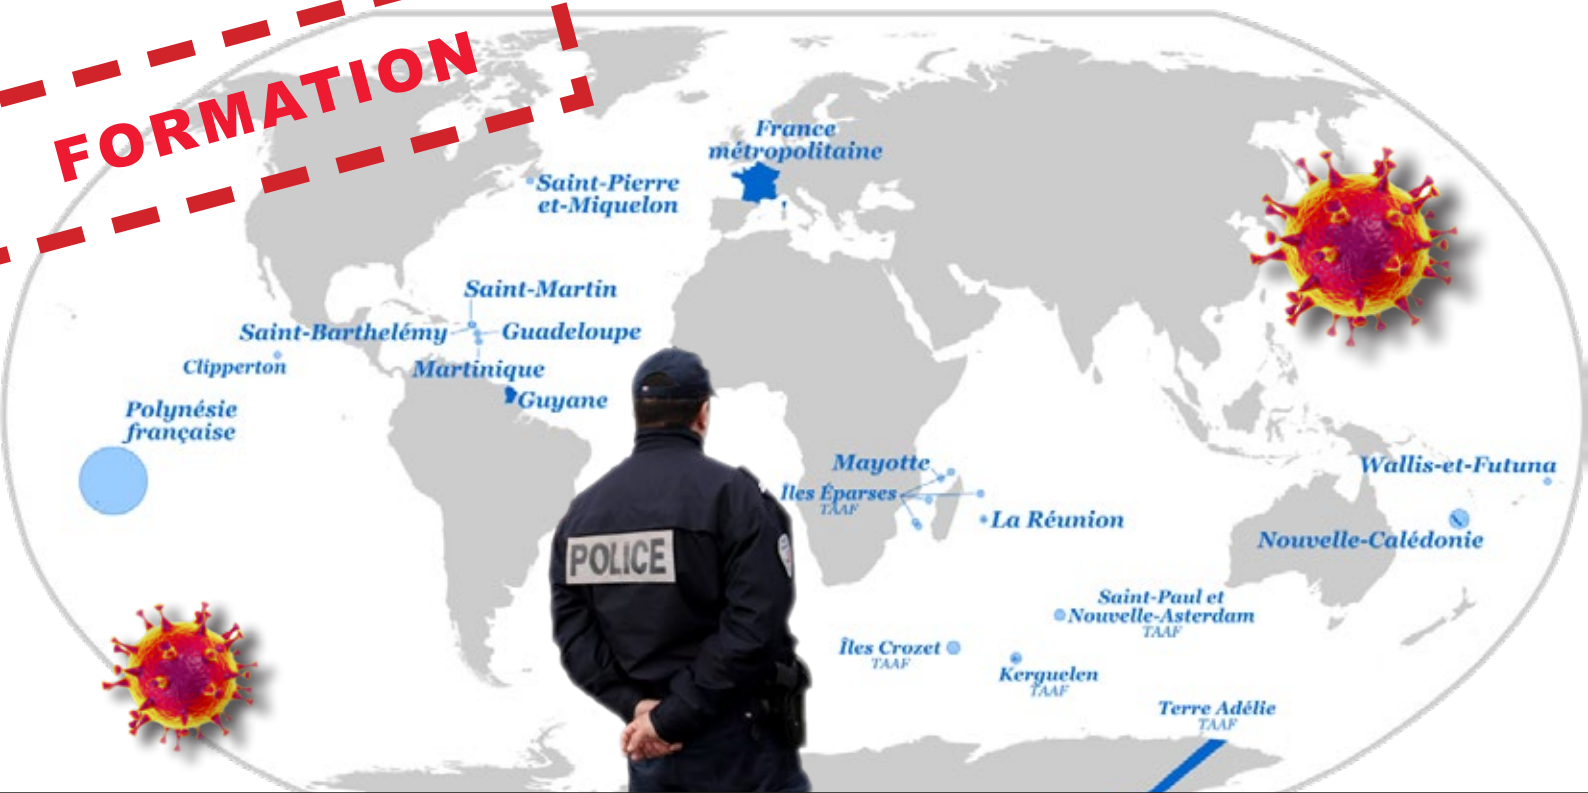 FORMATION
France
métropolitaine
Saint-Pierre
et-Miquelon
Saint-Martin
Saint-Barthelémy
Guadeloupe
Clipperton
Martinique
Guyane
Polynésie
française
Mayotte
Îles Éparses
TAAF
La Réunion
Wallis-et-Futuna
Nouvelle-Calédonie
POLICE
Saint-Paul et
Nouvelle-Asterdam
TAAF
Îles Crozet
TAAF
Kerguelen
TAAF
Terre Adélie
TAAF